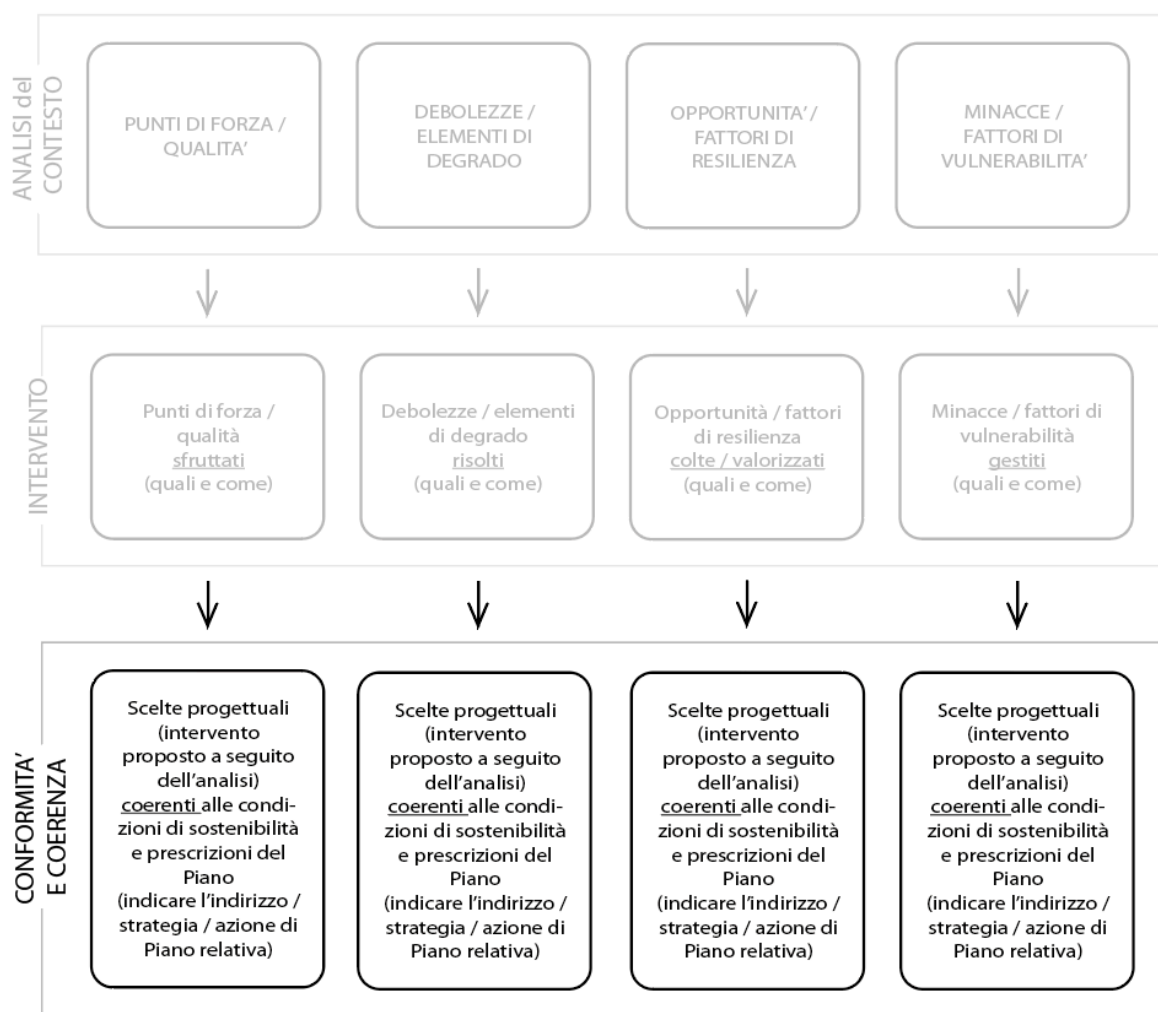 ANALISI del
CONTESTO
PUNTI DI FORZA /
QUALITA’
DEBOLEZZE /
ELEMENTI DI
DEGRADO
OPPORTUNITA’ /
FATTORI DI
RESILIENZA
MINACCE /
FATTORI DI
VULNERABILITA’
INTERVENTO
Punti di forza /
qualità
sfruttati
(quali e come)
Debolezze / elementi
di degrado
risolti
(quali e come)
Opportunità / fattori
di resilienza
colte / valorizzati
(quali e come)
Minacce / fattori di
vulnerabilità
gestiti
(quali e come)
CONFORMITA’
E COERENZA
Scelte progettuali
(intervento
proposto a seguito
dell’analisi)
coerenti alle condi-
zioni di sostenibilità
e prescrizioni del
Piano
(indicare l’indirizzo /
strategia / azione di
Piano relativa)
Scelte progettuali
(intervento
proposto a seguito
dell’analisi)
coerenti alle condi-
zioni di sostenibilità
e prescrizioni del
Piano
(indicare l’indirizzo /
strategia / azione di
Piano relativa)
Scelte progettuali
(intervento
proposto a seguito
dell’analisi)
coerenti alle condi-
zioni di sostenibilità
e prescrizioni del
Piano
(indicare l’indirizzo /
strategia / azione di
Piano relativa)
Scelte progettuali
(intervento
proposto a seguito
dell’analisi)
coerenti alle condi-
zioni di sostenibilità
e prescrizioni del
Piano
(indicare l’indirizzo /
strategia / azione di
Piano relativa)